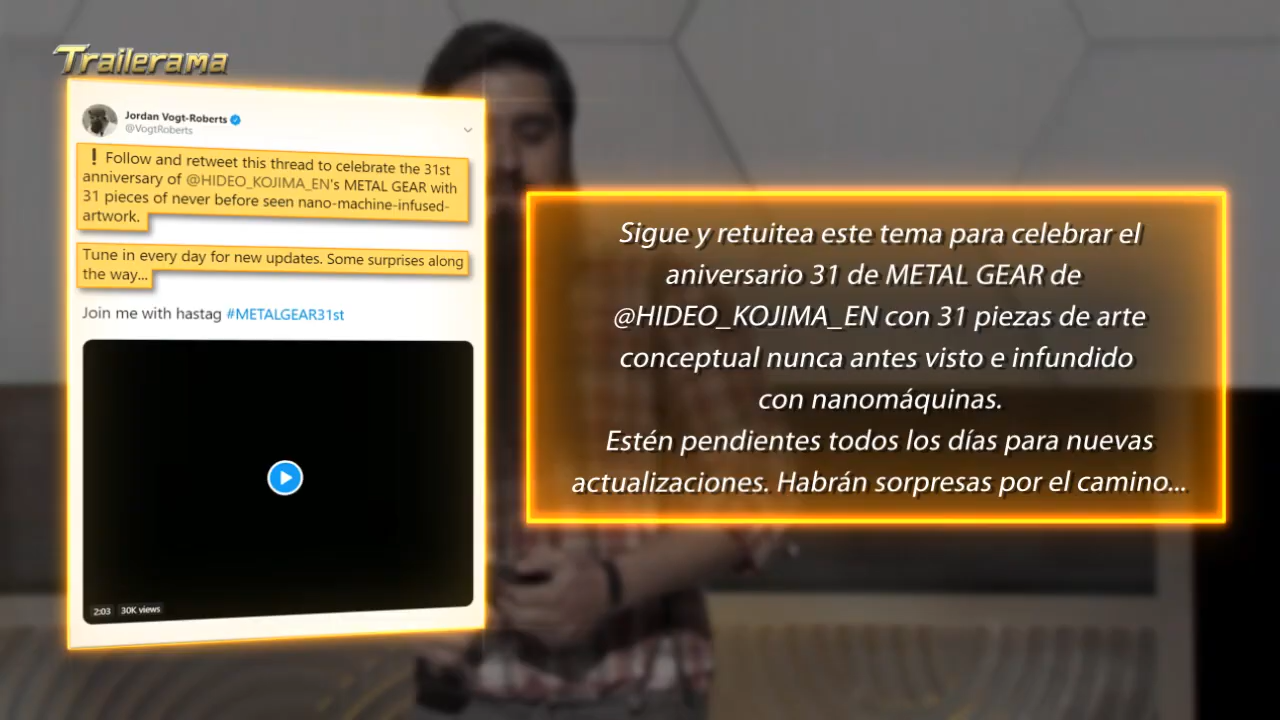 Trailerama
Jordan Vogt-Roberts
@VogtRoberts
❗ Follow and retweet this thread to celebrate the 31st
anniversary of @HIDEO_KOJIMA_EN's METAL GEAR with
31 pieces of never before seen nano-machine-infused-
artwork.
Tune in every day for new updates. Some surprises along
the way...
Join me with hastag #METALGEAR31st
2:03 30K views
Sigue y retuitea este tema para celebrar el
aniversario 31 de METAL GEAR de
@HIDEO_KOJIMA_EN con 31 piezas de arte
conceptual nunca antes visto e infundido
con nanomáquinas.
Estén pendientes todos los días para nuevas
actualizaciones. Habrán sorpresas por el camino...